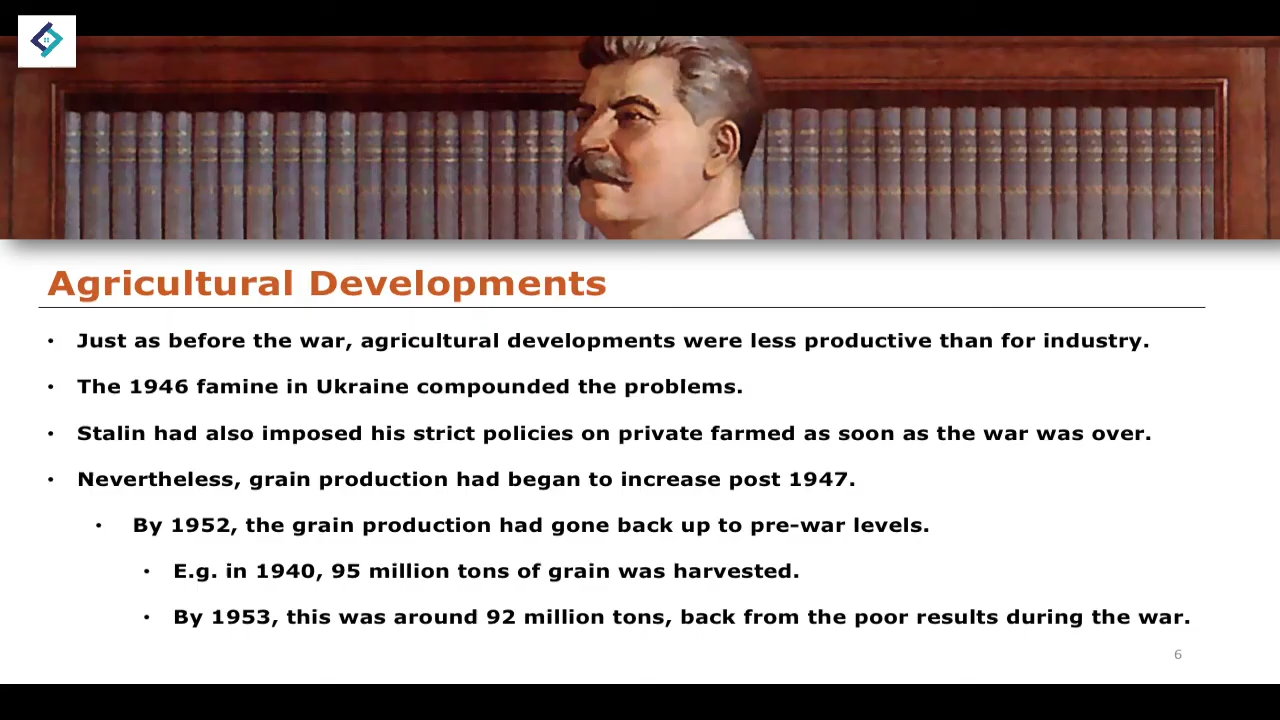 Agricultural Developments
• Just as before the war, agricultural developments were less productive than for industry.
• The 1946 famine in Ukraine compounded the problems.
• Stalin had also imposed his strict policies on private farmed as soon as the war was over.
• Nevertheless, grain production had began to increase post 1947.
• By 1952, the grain production had gone back up to pre-war levels.
• E.g. in 1940, 95 million tons of grain was harvested.
• By 1953, this was around 92 million tons, back from the poor results during the war.
6